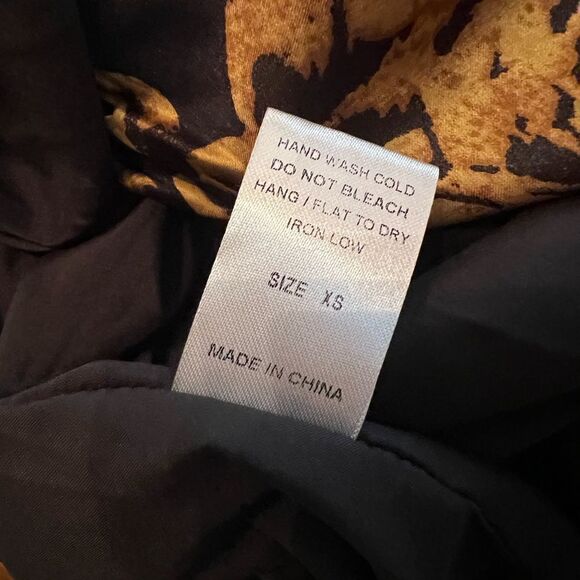 HAND WASH COLD
DO NOT BLEACH
HANG / FLAT TO DRY
IRON LOW
SIZE XS
MADE IN CHINA